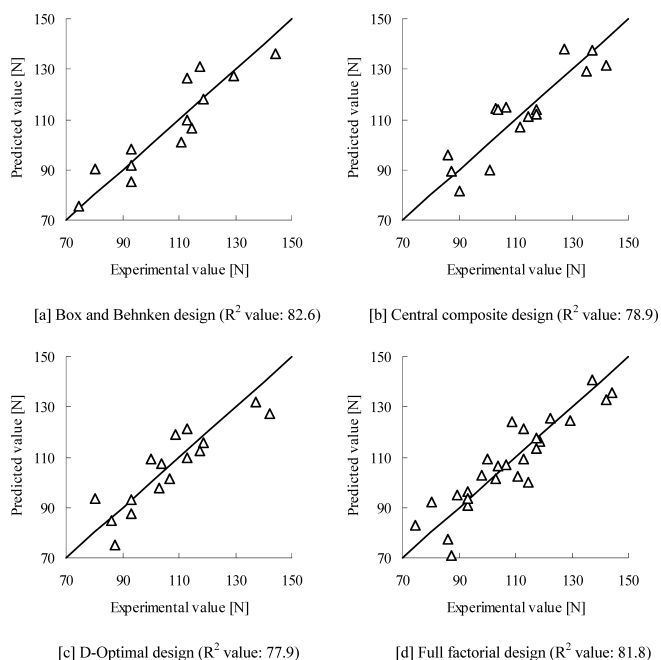 150
130
110
90
70
Predicted value [N]
70 90 110 130 150
Experimental value [N]
[a] Box and Behnken design (R² value: 82.6)
150
130
110
90
70
Predicted value [N]
70 90 110 130 150
Experimental value [N]
[b] Central composite design (R² value: 78.9)
150
130
110
90
70
Predicted value [N]
70 90 110 130 150
Experimental value [N]
[c] D-Optimal design (R² value: 77.9)
150
130
110
90
70
Predicted value [N]
70 90 110 130 150
Experimental value [N]
[d] Full factorial design (R² value: 81.8)